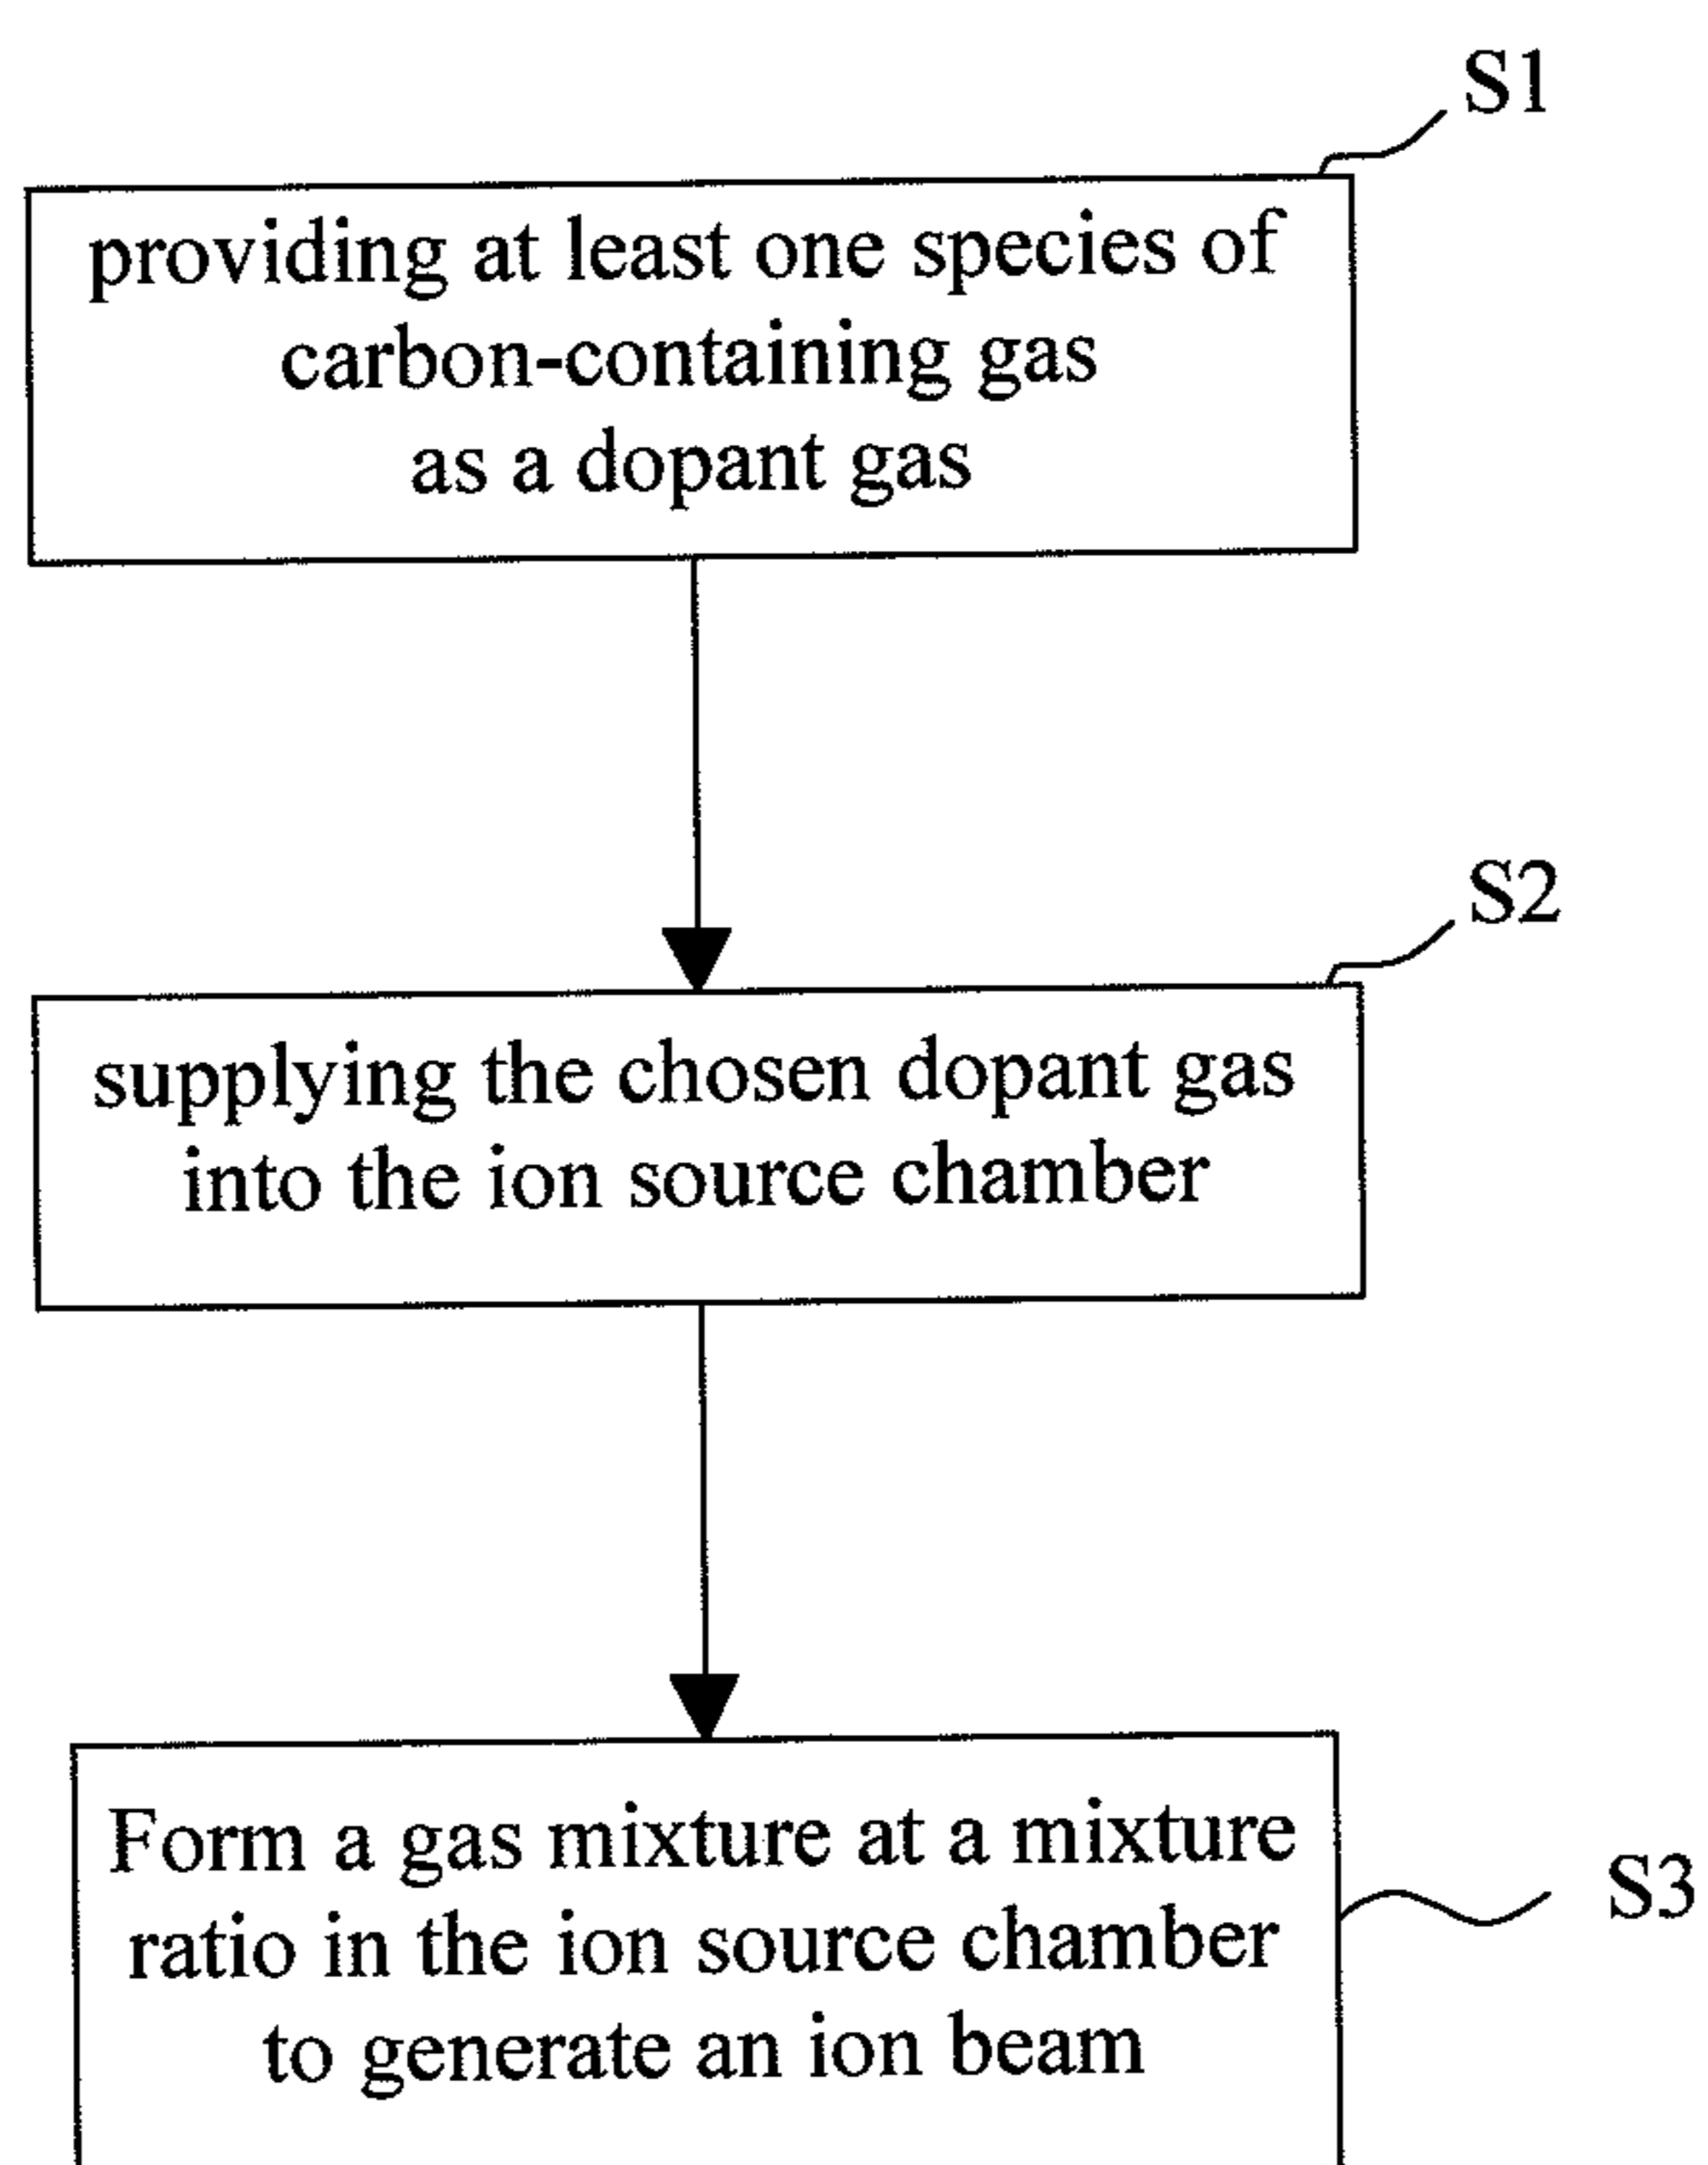 S1
providing at least one species of
carbon-containing gas
as a dopant gas
S2
supplying the chosen dopant gas
into the ion source chamber
Form a gas mixture at a mixture
ratio in the ion source chamber
to generate an ion beam
S3